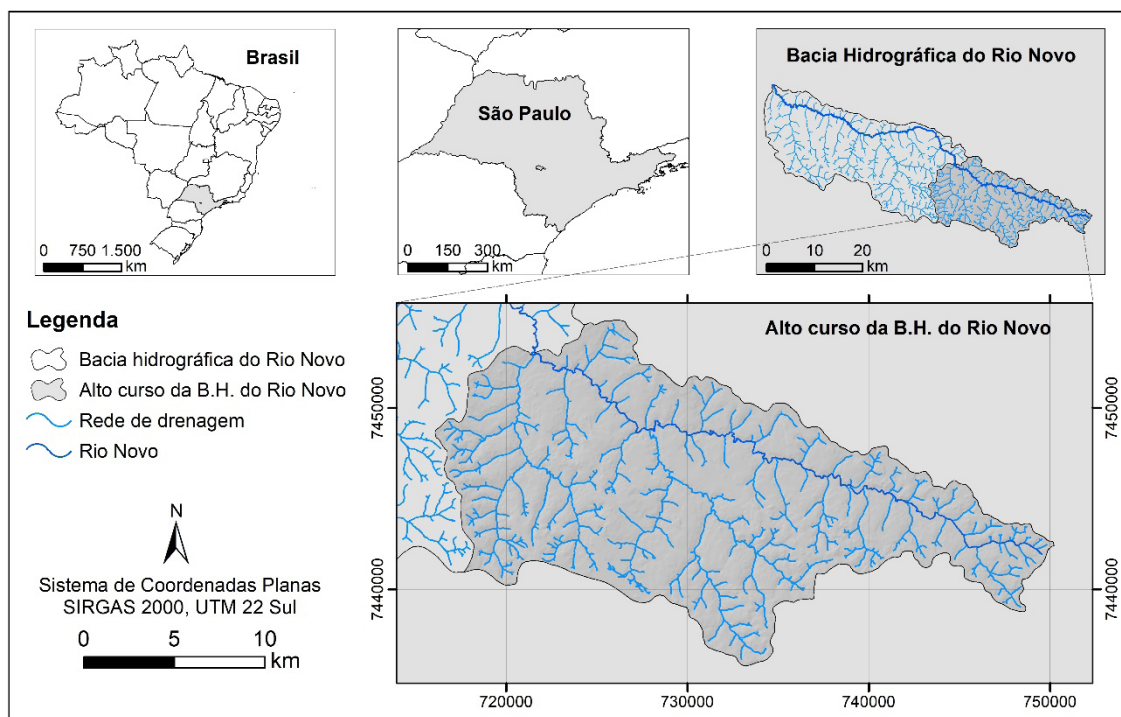 Brasil
0 750 1.500
km
São Paulo
0 150 300
km
Bacia Hidrográfica do Rio Novo
0 10 20
km
Legenda
Bacia hidrográfica do Rio Novo
Alto curso da B.H. do Rio Novo
Rede de drenagem
Rio Novo
N
Sistema de Coordenadas Planas
SIRGAS 2000, UTM 22 Sul
0 5 10
km
Alto curso da B.H. do Rio Novo
7450000
7440000
7450000
7440000
720000 730000 740000 750000